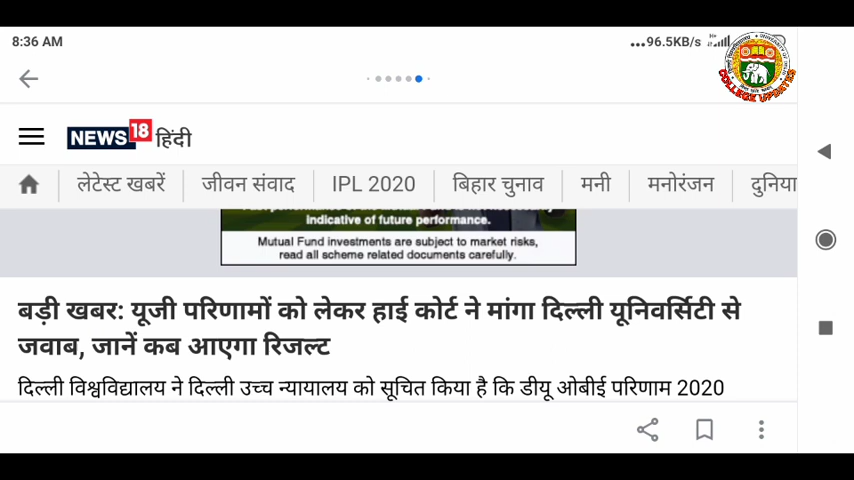 8:36 AM
...96.5KB/s
COLLEGE UPDATES
NEWS 18 हिंदी
लेटेस्ट खबरें जीवन संवाद IPL 2020 बिहार चुनाव मनी मनोरंजन दुनिया
indicative of future performance.
Mutual Fund investments are subject to market risks,
read all scheme related documents carefully.
बड़ी खबर: यूजी परिणामों को लेकर हाई कोर्ट ने मांगा दिल्ली यूनिवर्सिटी से
जवाब, जानें कब आएगा रिजल्ट
दिल्ली विश्वविद्यालय ने दिल्ली उच्च न्यायालय को सूचित किया है कि डीयू ओबीई परिणाम 2020